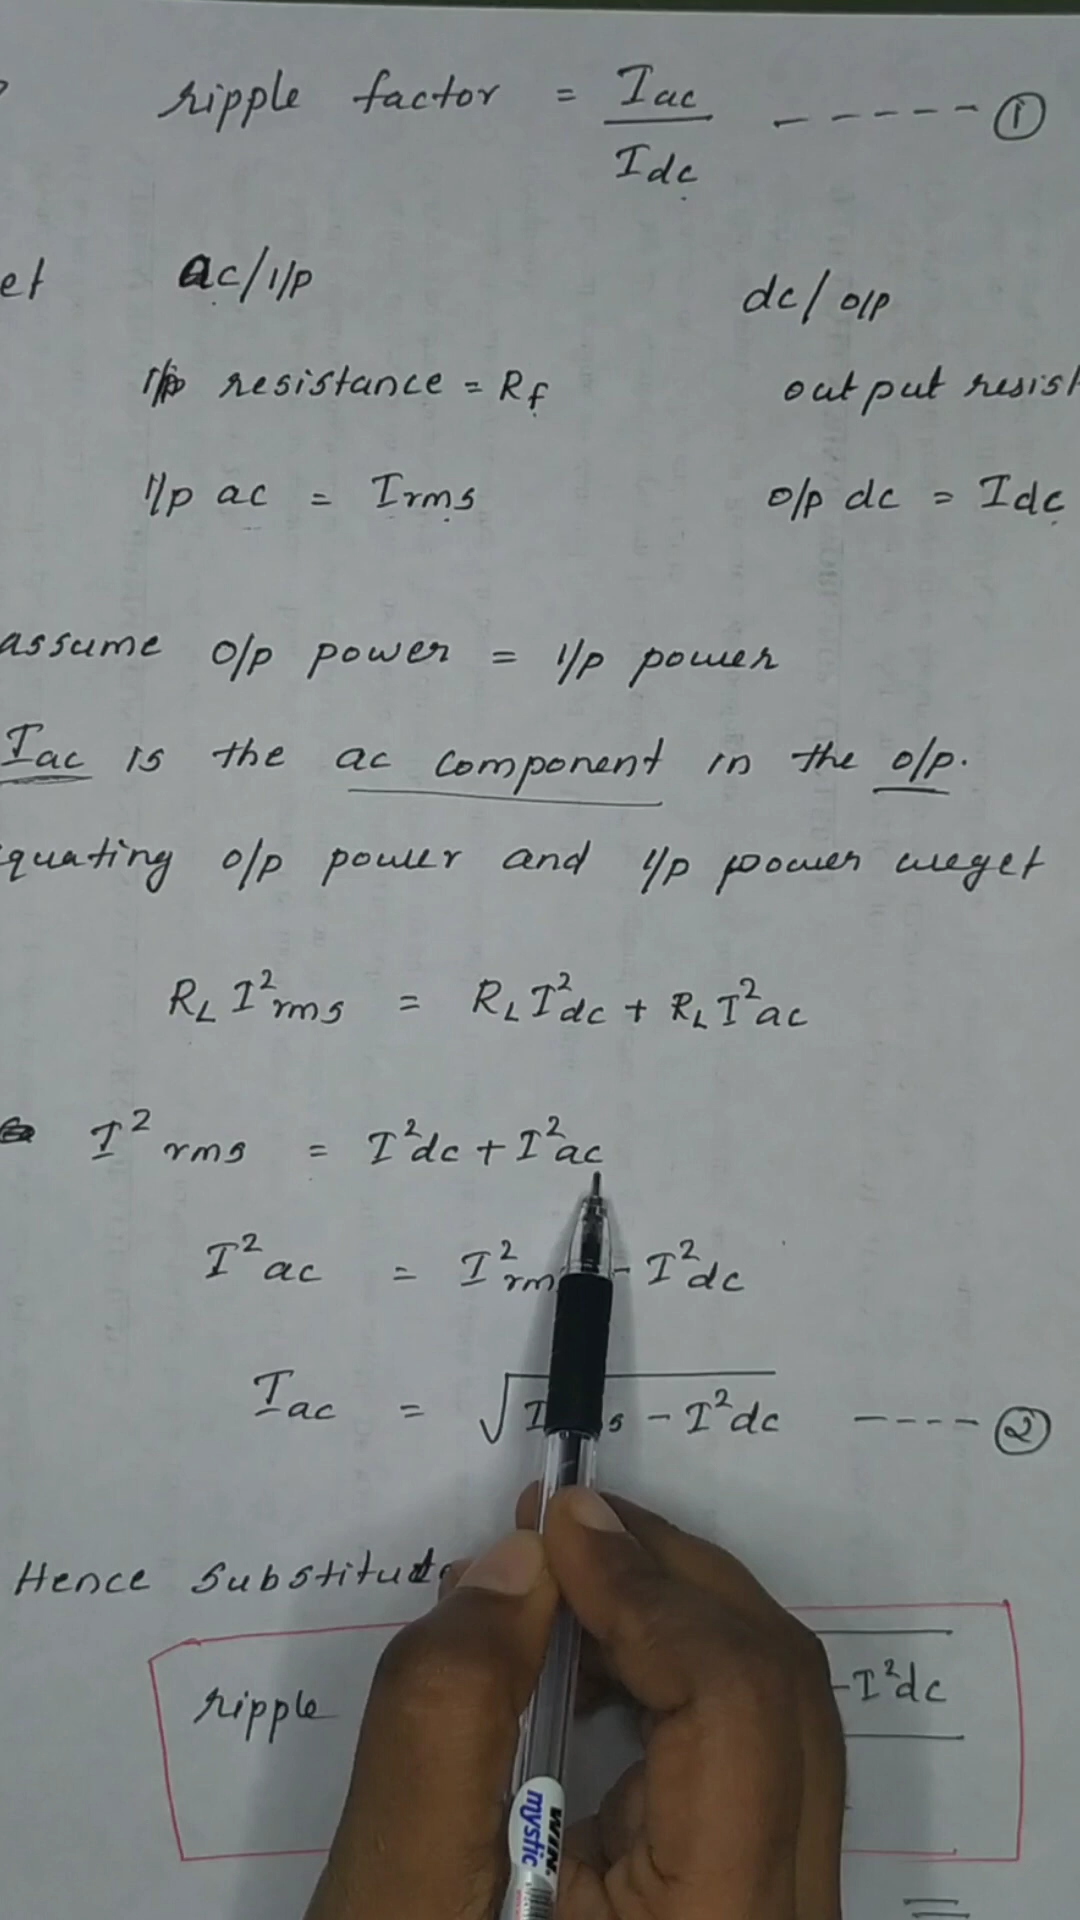 ripple factor = Iac / Idc ------ ①
ac/i/p
dc/o/p
i/p resistance = Rf
output resist
i/p ac = Irms
o/p dc = Idc
assume o/p power = i/p power
Iac is the ac component in the o/p.
quating o/p power and i/p power weget
RL I²rms = RL I²dc + RL I²ac
I²rms = I²dc + I²ac
I²ac = I²rm - I²dc
Iac = √ I s - I²dc ---- ②
Hence Substitut
ripple - I²dc
WIN.
mystic